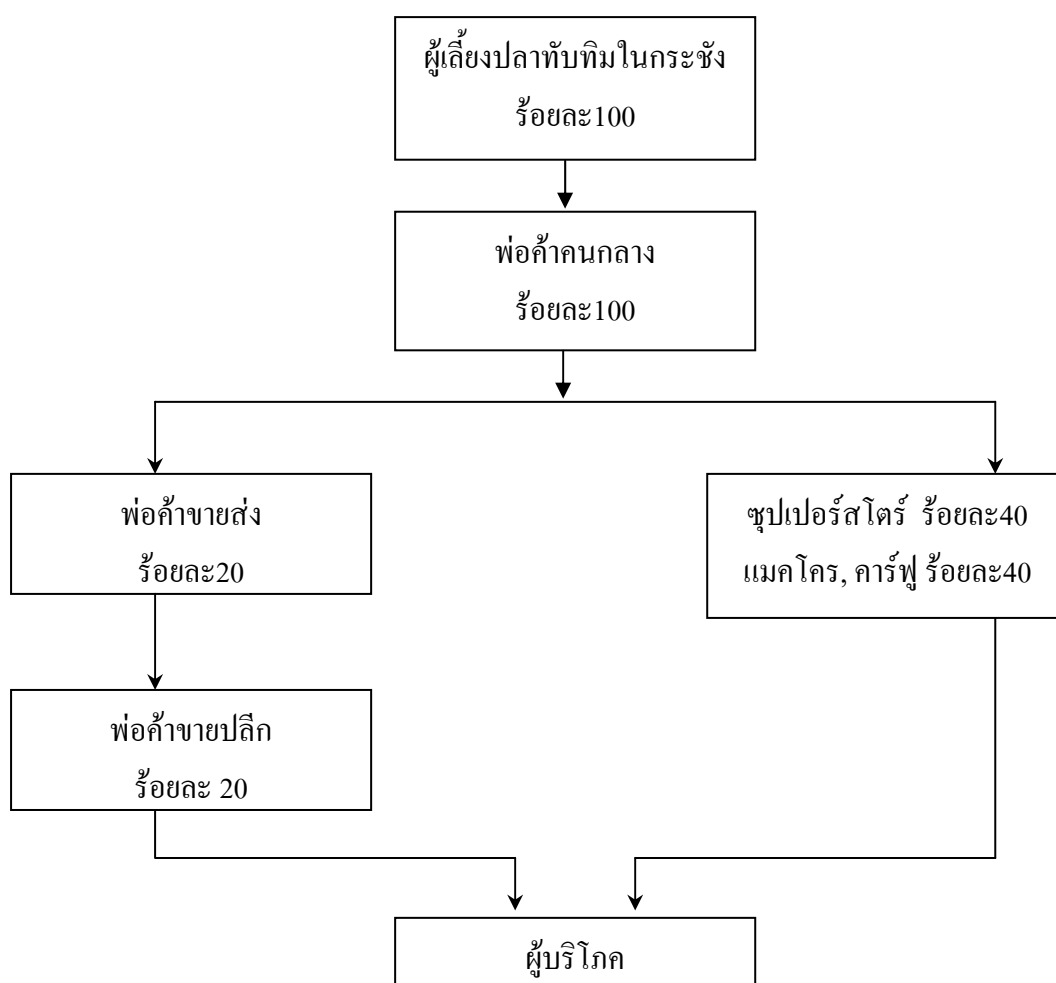 ผู้เลี้ยงปลาทับทิมในกระชัง
ร้อยละ100
พ่อค้าคนกลาง
ร้อยละ100
พ่อค้าขายส่ง
ร้อยละ20
ซุปเปอร์สโตร์ ร้อยละ40
แมคโคร, คาร์ฟู ร้อยละ40
พ่อค้าขายปลีก
ร้อยละ 20
ผู้บริโภค